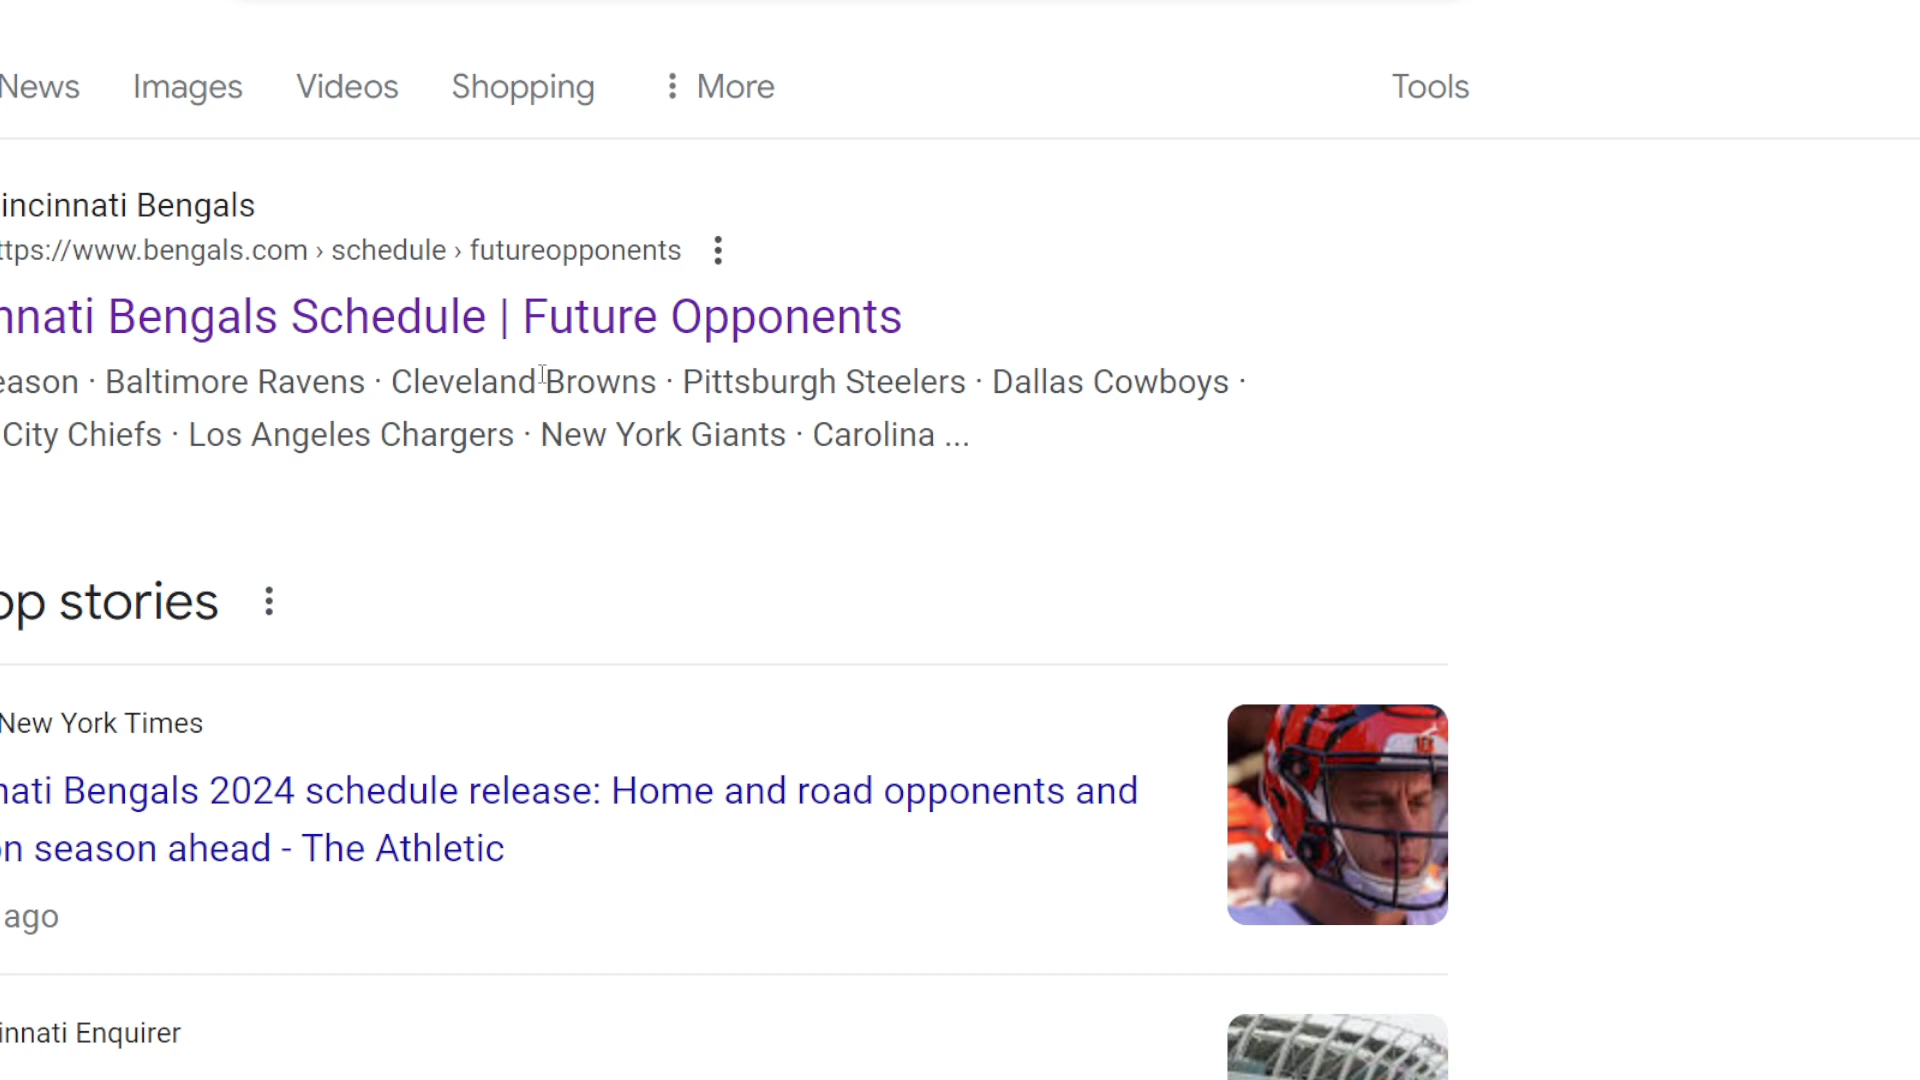 News Images Videos Shopping More Tools
incinnati Bengals
ttps://www.bengals.com › schedule › futureopponents
nnati Bengals Schedule | Future Opponents
eason · Baltimore Ravens · Cleveland Browns · Pittsburgh Steelers · Dallas Cowboys ·
City Chiefs · Los Angeles Chargers · New York Giants · Carolina ...
op stories
New York Times
nati Bengals 2024 schedule release: Home and road opponents and
on season ahead - The Athletic
ago
innati Enquirer